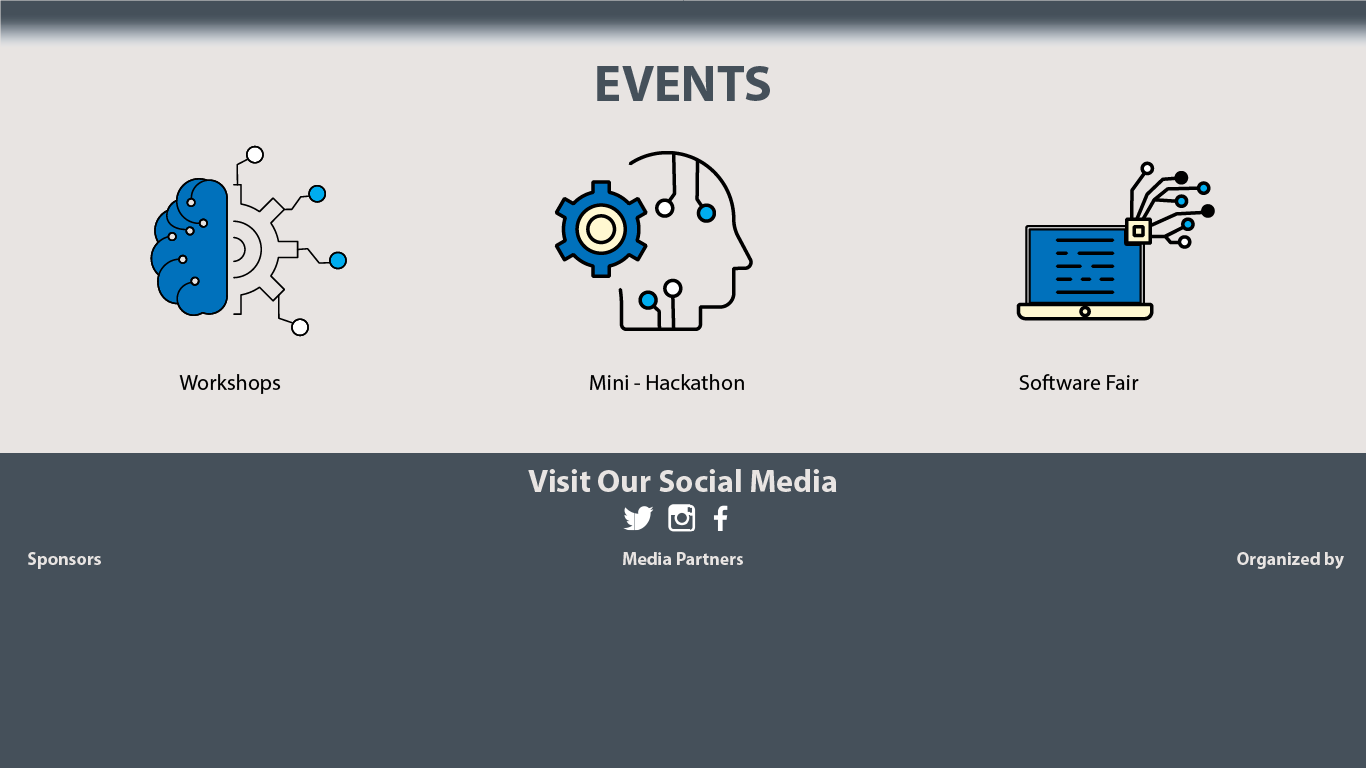 EVENTS
Workshops
Mini - Hackathon
Software Fair
Visit Our Social Media
Sponsors
Media Partners
Organized by